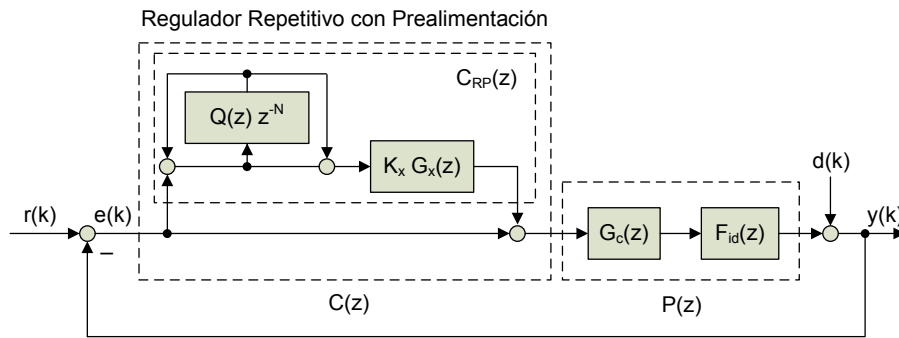 Regulador Repetitivo con Prealimentación
C_RP(z)
Q(z) z^-N
K_x G_x(z)
d(k)
r(k)
e(k)
y(k)
G_c(z)
F_id(z)
−
C(z)
P(z)